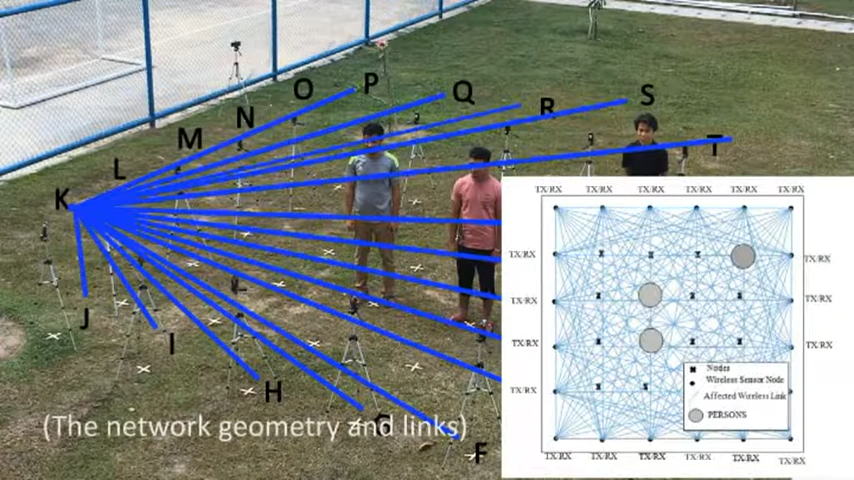 O P Q R S
N
M
T
L
K
J
I
H
G
F
(The network geometry and links)
TX/RX TX/RX TX/RX TX/RX TX/RX TX/RX
TX/RX TX/RX
TX/RX TX/RX
TX/RX TX/RX
TX/RX
Nodes
Wireless Sensor Node
Affected Wireless Link
PERSONS
TX/RX TX/RX TX/RX TX/RX TX/RX TX/RX